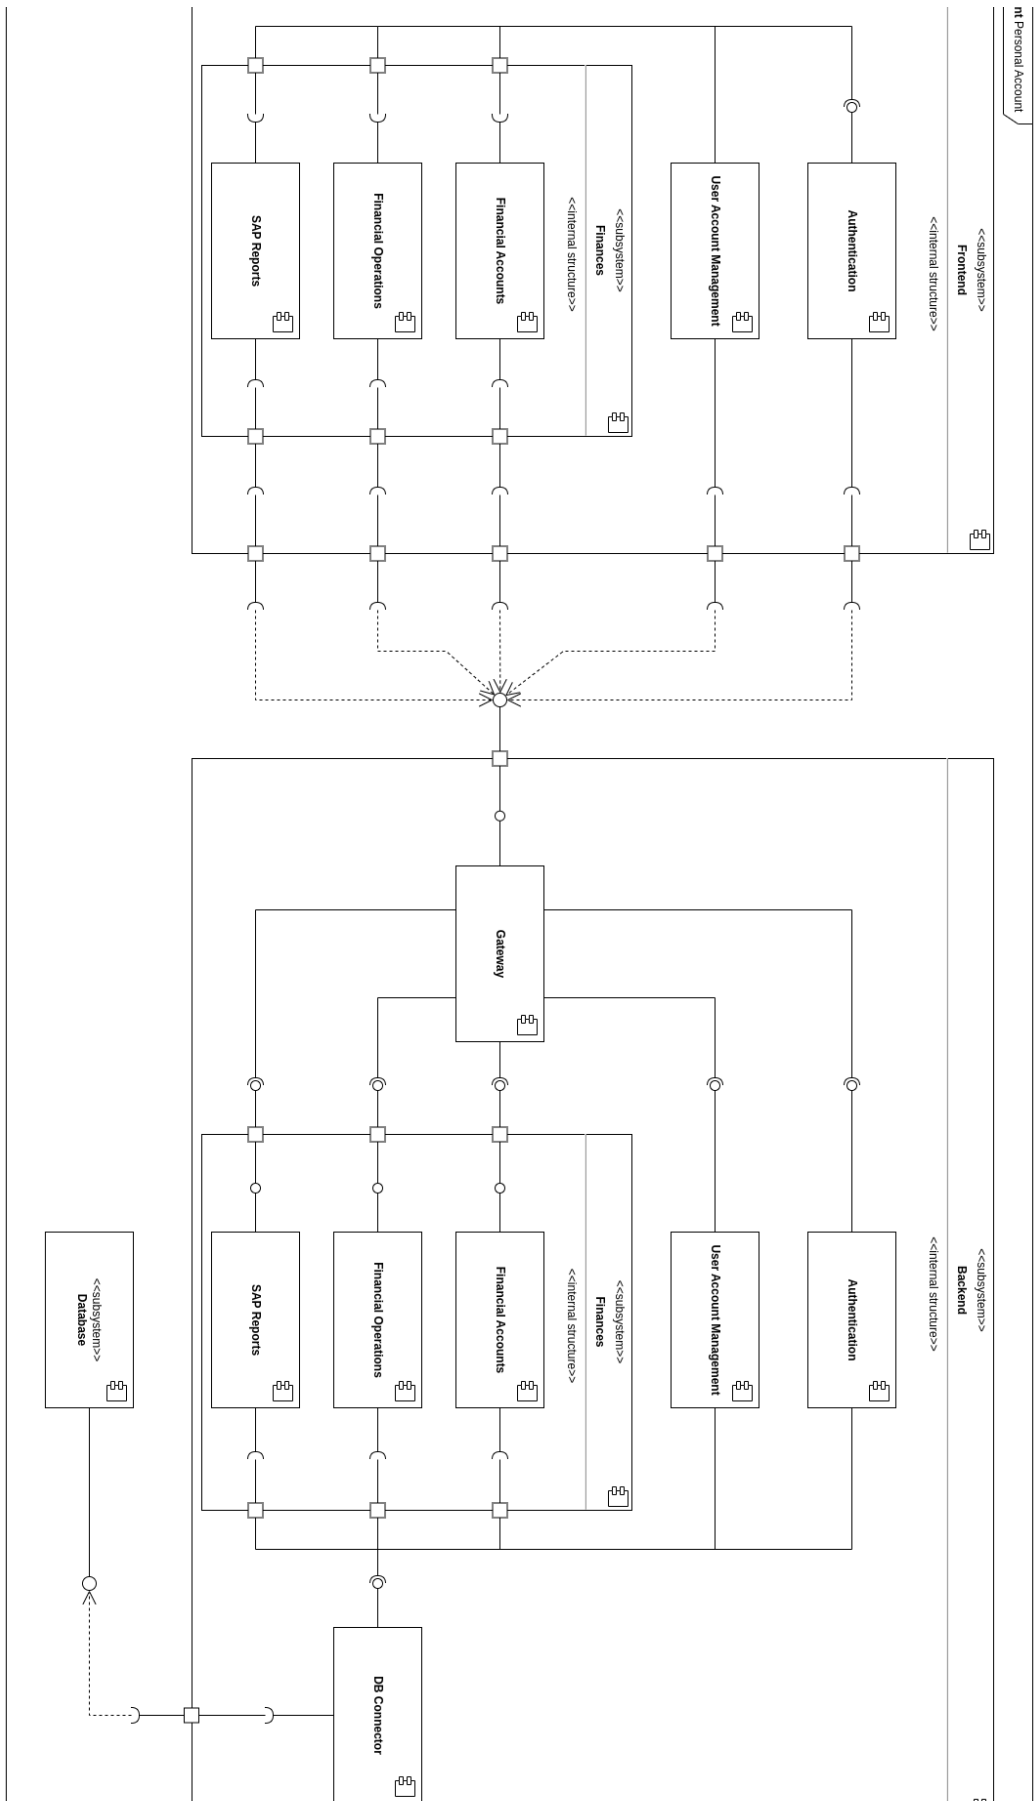 nt Personal Account
<<subsystem>>
Frontend
<<internal structure>>
Authentication
User Account Management
<<subsystem>>
Finances
<<internal structure>>
Financial Accounts
Financial Operations
SAP Reports
<<subsystem>>
Backend
<<internal structure>>
Gateway
Authentication
User Account Management
<<subsystem>>
Finances
<<internal structure>>
Financial Accounts
Financial Operations
SAP Reports
DB Connector
<<subsystem>>
Database